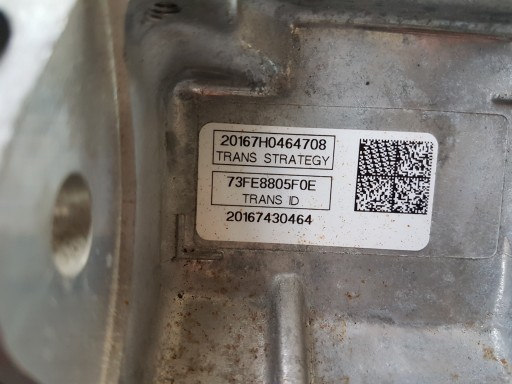 20167H0464708
TRANS STRATEGY
73FE8805F0E
TRANS ID
20167430464